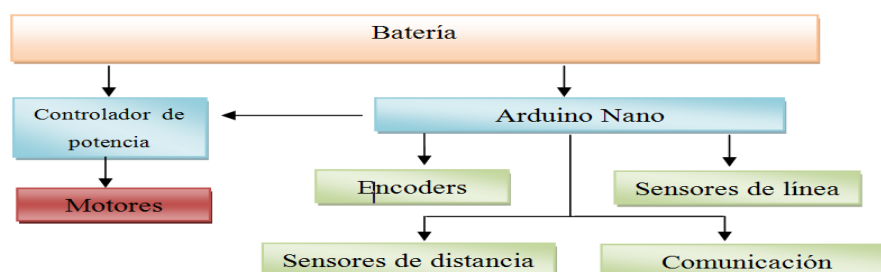 Batería
Controlador de
potencia
Arduino Nano
Motores
Encoders
Sensores de línea
Sensores de distancia
Comunicación